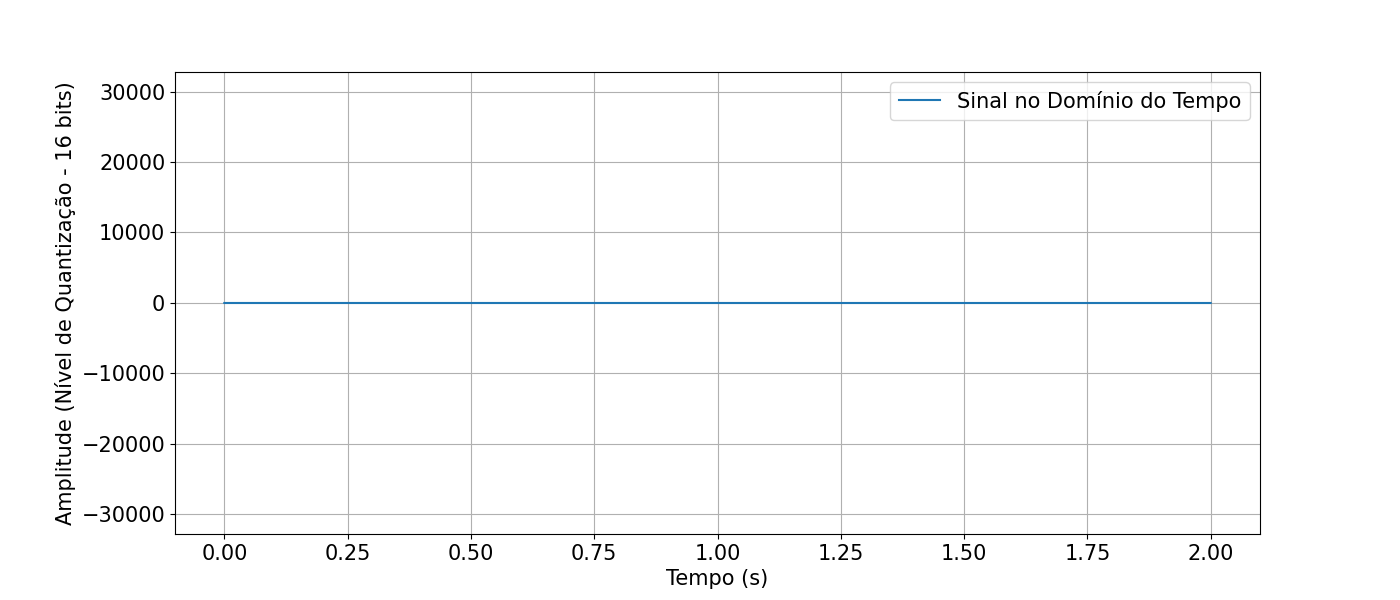 Sinal no Domínio do Tempo
Amplitude (Nível de Quantização - 16 bits)
30000
20000
10000
0
−10000
−20000
−30000
0.00 0.25 0.50 0.75 1.00 1.25 1.50 1.75 2.00
Tempo (s)